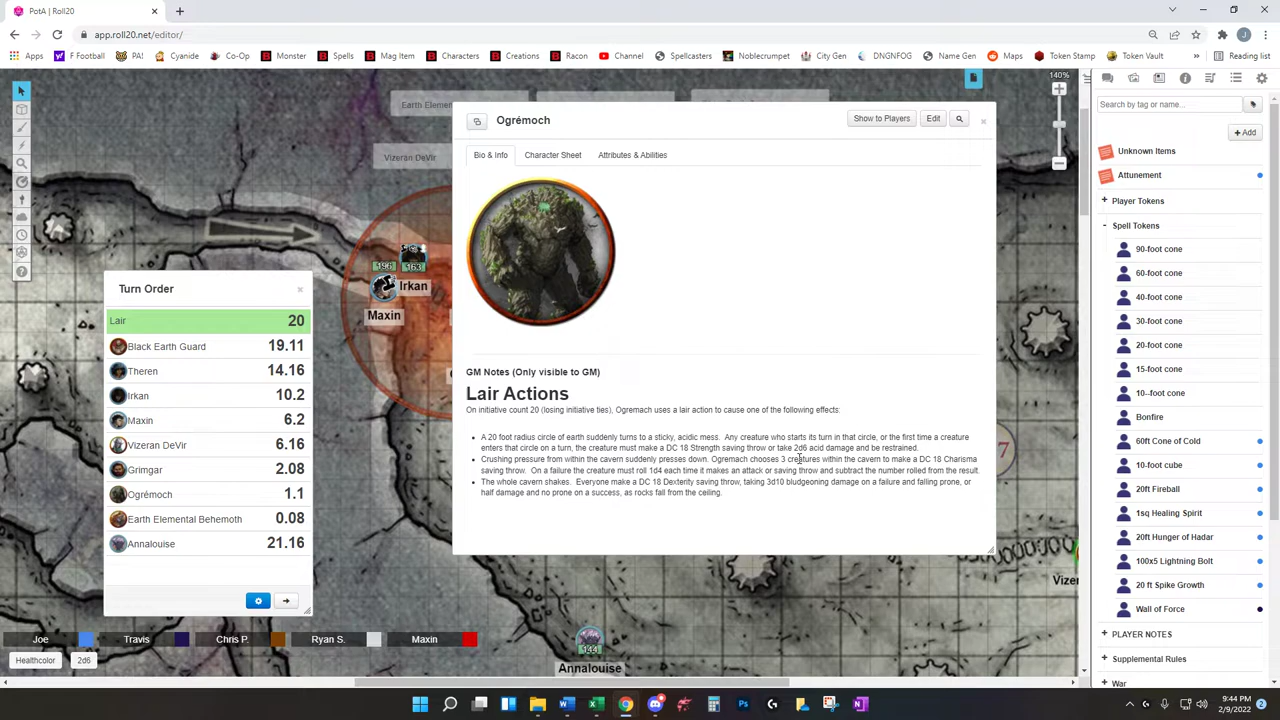 PotA | Roll20
app.roll20.net/editor/
Apps F Football PA! Cyanide Co-Op Monster Spells Mag Item Characters Creations Racon Channel Spellcasters Noblecrumpet City Gen DNGNFOG Name Gen Maps Token Stamp Token Vault » Reading list
140%
Earth Elemen
Vizeran DeVir
196 163
Irkan
Maxin
Turn Order
Lair 20
Black Earth Guard 19.11
Theren 14.16
Irkan 10.2
Maxin 6.2
Vizeran DeVir 6.16
Grimgar 2.08
Ogrémoch 1.1
Earth Elemental Behemoth 0.08
Annalouise 21.16
Ogrémoch
Show to Players Edit
Bio & Info Character Sheet Attributes & Abilities
GM Notes (Only visible to GM)
Lair Actions
On initiative count 20 (losing initiative ties), Ogremach uses a lair action to cause one of the following effects:
A 20 foot radius circle of earth suddenly turns to a sticky, acidic mess. Any creature who starts its turn in that circle, or the first time a creature
enters that circle on a turn, the creature must make a DC 18 Strength saving throw or take 2d6 acid damage and be restrained.
Crushing pressure from within the cavern suddenly presses down. Ogremach chooses 3 creatures within the cavern to make a DC 18 Charisma
saving throw. On a failure the creature must roll 1d4 each time it makes an attack or saving throw and subtract the number rolled from the result.
The whole cavern shakes. Everyone make a DC 18 Dexterity saving throw, taking 3d10 bludgeoning damage on a failure and falling prone, or
half damage and no prone on a success, as rocks fall from the ceiling.
7
Vizer
144
Annalouise
Joe Travis Chris P. Ryan S. Maxin
Healthcolor 2d6
Search by tag or name...
+ Add
Unknown Items
Attunement
+ Player Tokens
- Spell Tokens
90-foot cone
60-foot cone
40-foot cone
30-foot cone
20-foot cone
15-foot cone
10--foot cone
Bonfire
60ft Cone of Cold
10-foot cube
20ft Fireball
1sq Healing Spirit
20ft Hunger of Hadar
100x5 Lightning Bolt
20 ft Spike Growth
Wall of Force
+ PLAYER NOTES
+ Supplemental Rules
+ War
9:44 PM
2/9/2022